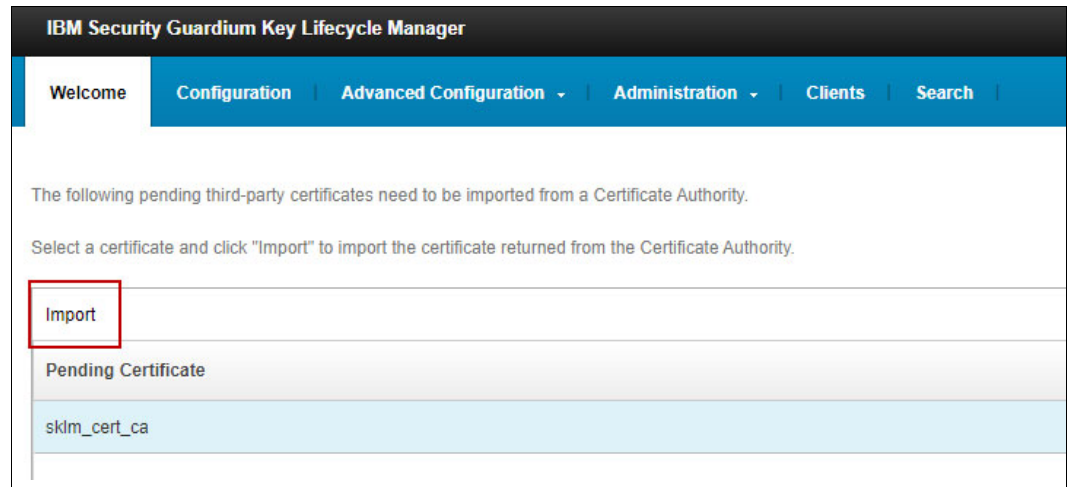 IBM Security Guardium Key Lifecycle Manager
Welcome Configuration Advanced Configuration Administration Clients Search
The following pending third-party certificates need to be imported from a Certificate Authority.
Select a certificate and click "Import" to import the certificate returned from the Certificate Authority.
Import
Pending Certificate
sklm_cert_ca